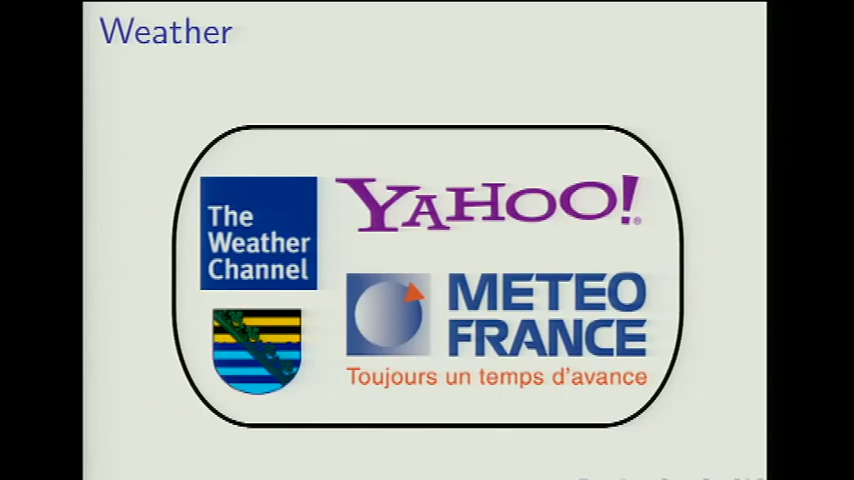 Weather
The
Weather
Channel
YAHOO!
METEO
FRANCE
Toujours un temps d'avance